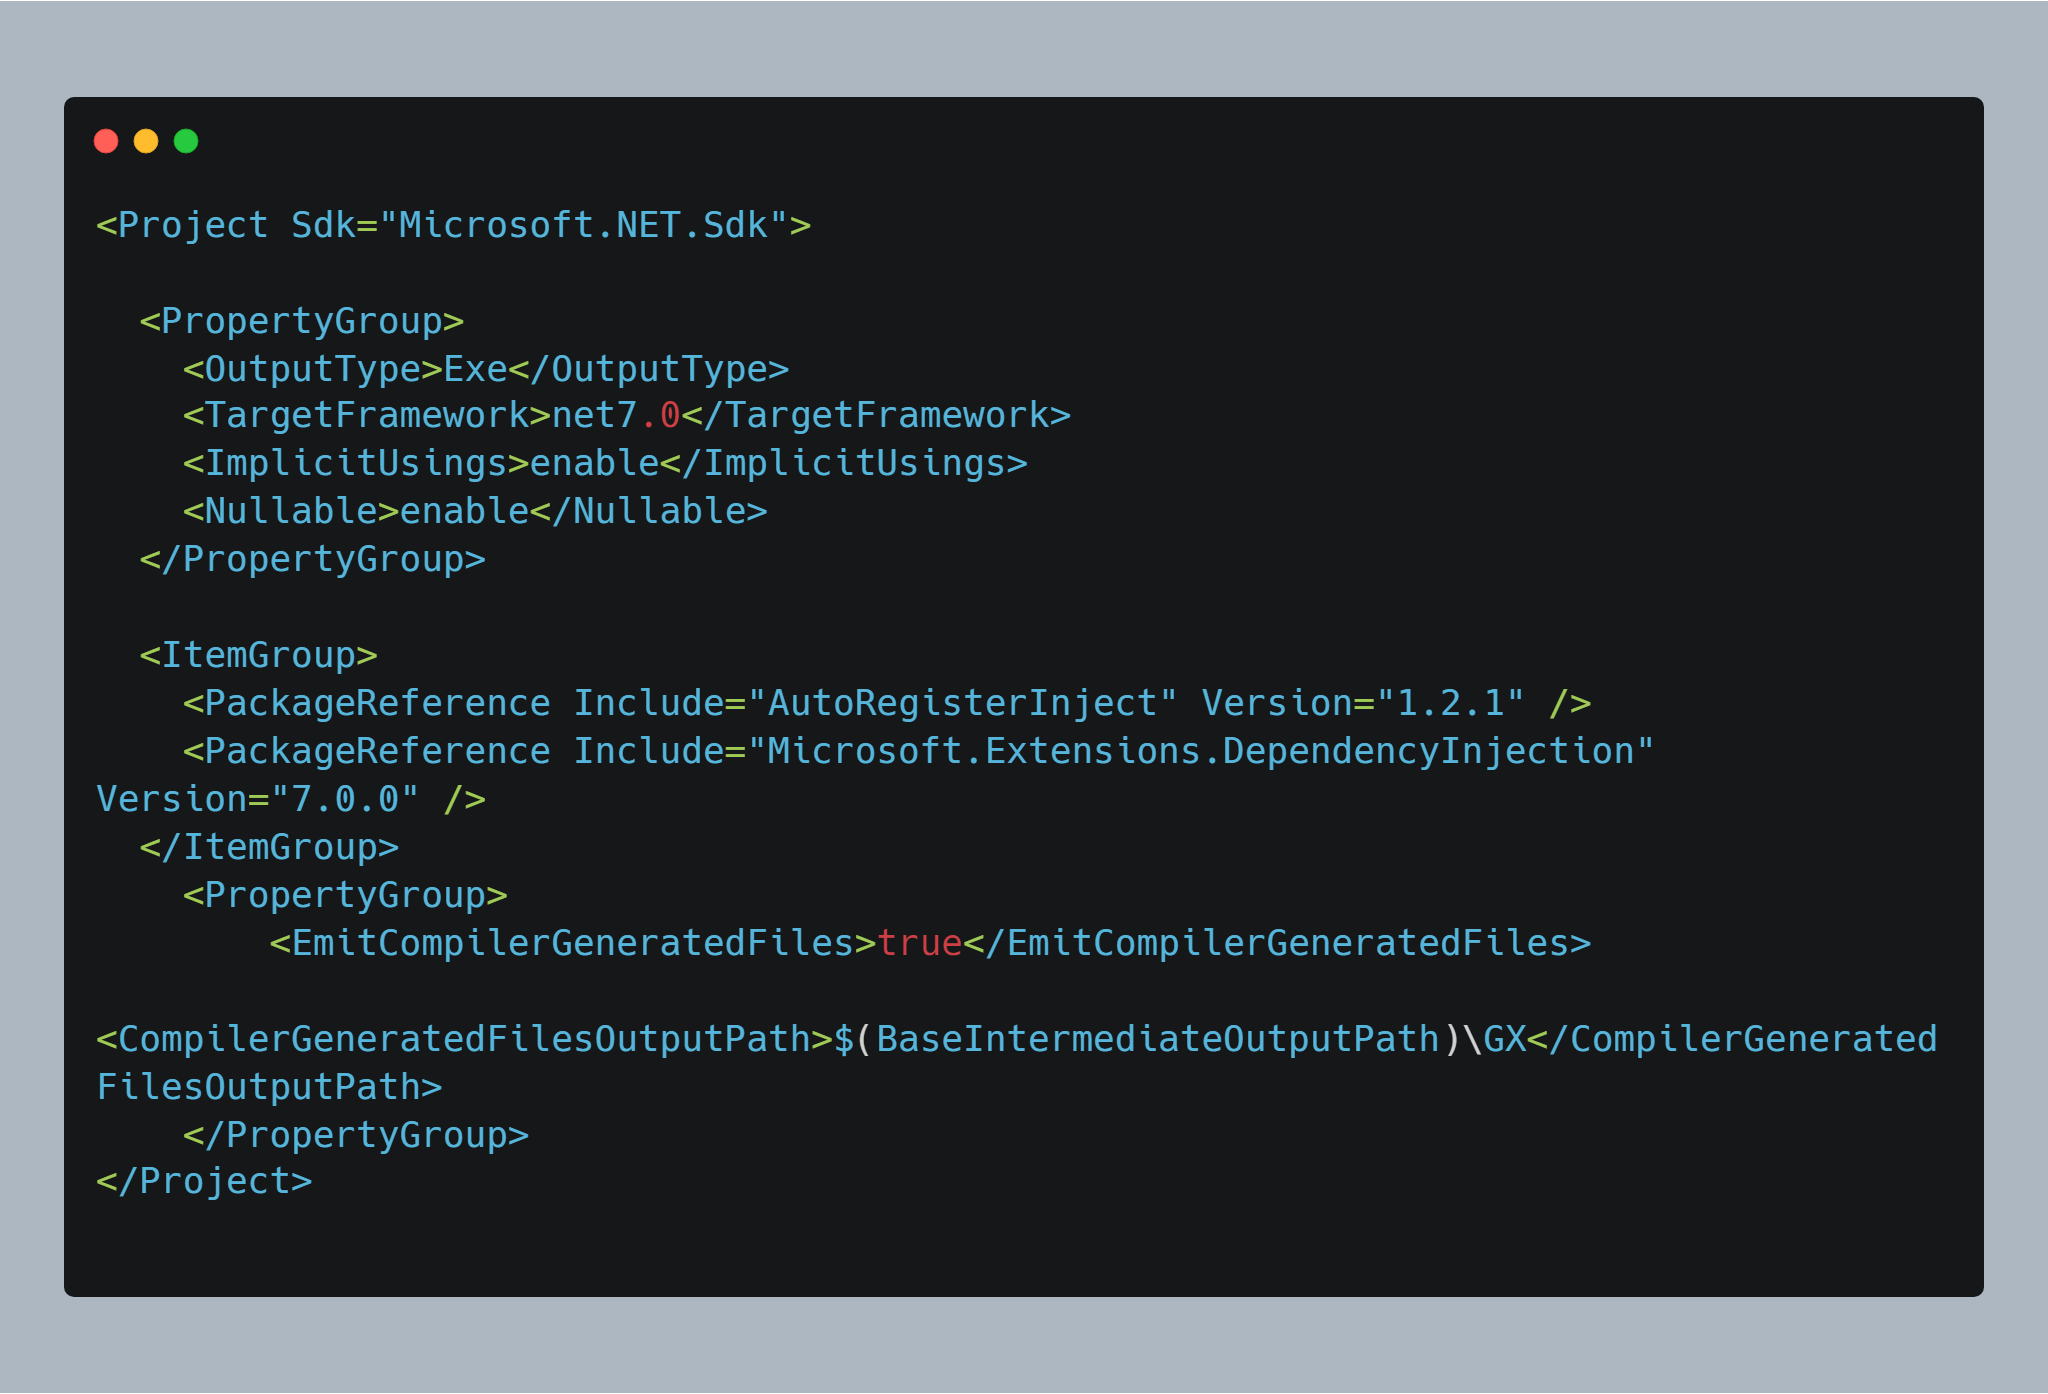 <Project Sdk="Microsoft.NET.Sdk">
  <PropertyGroup>
    <OutputType>Exe</OutputType>
    <TargetFramework>net7.0</TargetFramework>
    <ImplicitUsings>enable</ImplicitUsings>
    <Nullable>enable</Nullable>
  </PropertyGroup>
  <ItemGroup>
    <PackageReference Include="AutoRegisterInject" Version="1.2.1" />
    <PackageReference Include="Microsoft.Extensions.DependencyInjection"
Version="7.0.0" />
  </ItemGroup>
    <PropertyGroup>
        <EmitCompilerGeneratedFiles>true</EmitCompilerGeneratedFiles>
<CompilerGeneratedFilesOutputPath>$(BaseIntermediateOutputPath)\GX</CompilerGenerated
FilesOutputPath>
    </PropertyGroup>
</Project>